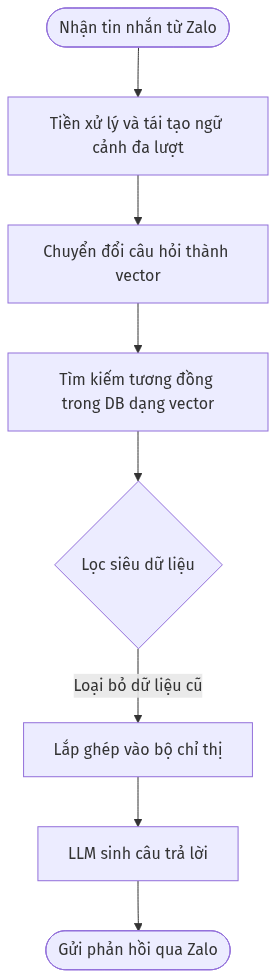 Nhận tin nhắn từ Zalo
Tiền xử lý và tái tạo ngữ
cảnh đa lượt
Chuyển đổi câu hỏi thành
vector
Tìm kiếm tương đồng
trong DB dạng vector
Lọc siêu dữ liệu
Loại bỏ dữ liệu cũ
Lắp ghép vào bộ chỉ thị
LLM sinh câu trả lời
Gửi phản hồi qua Zalo